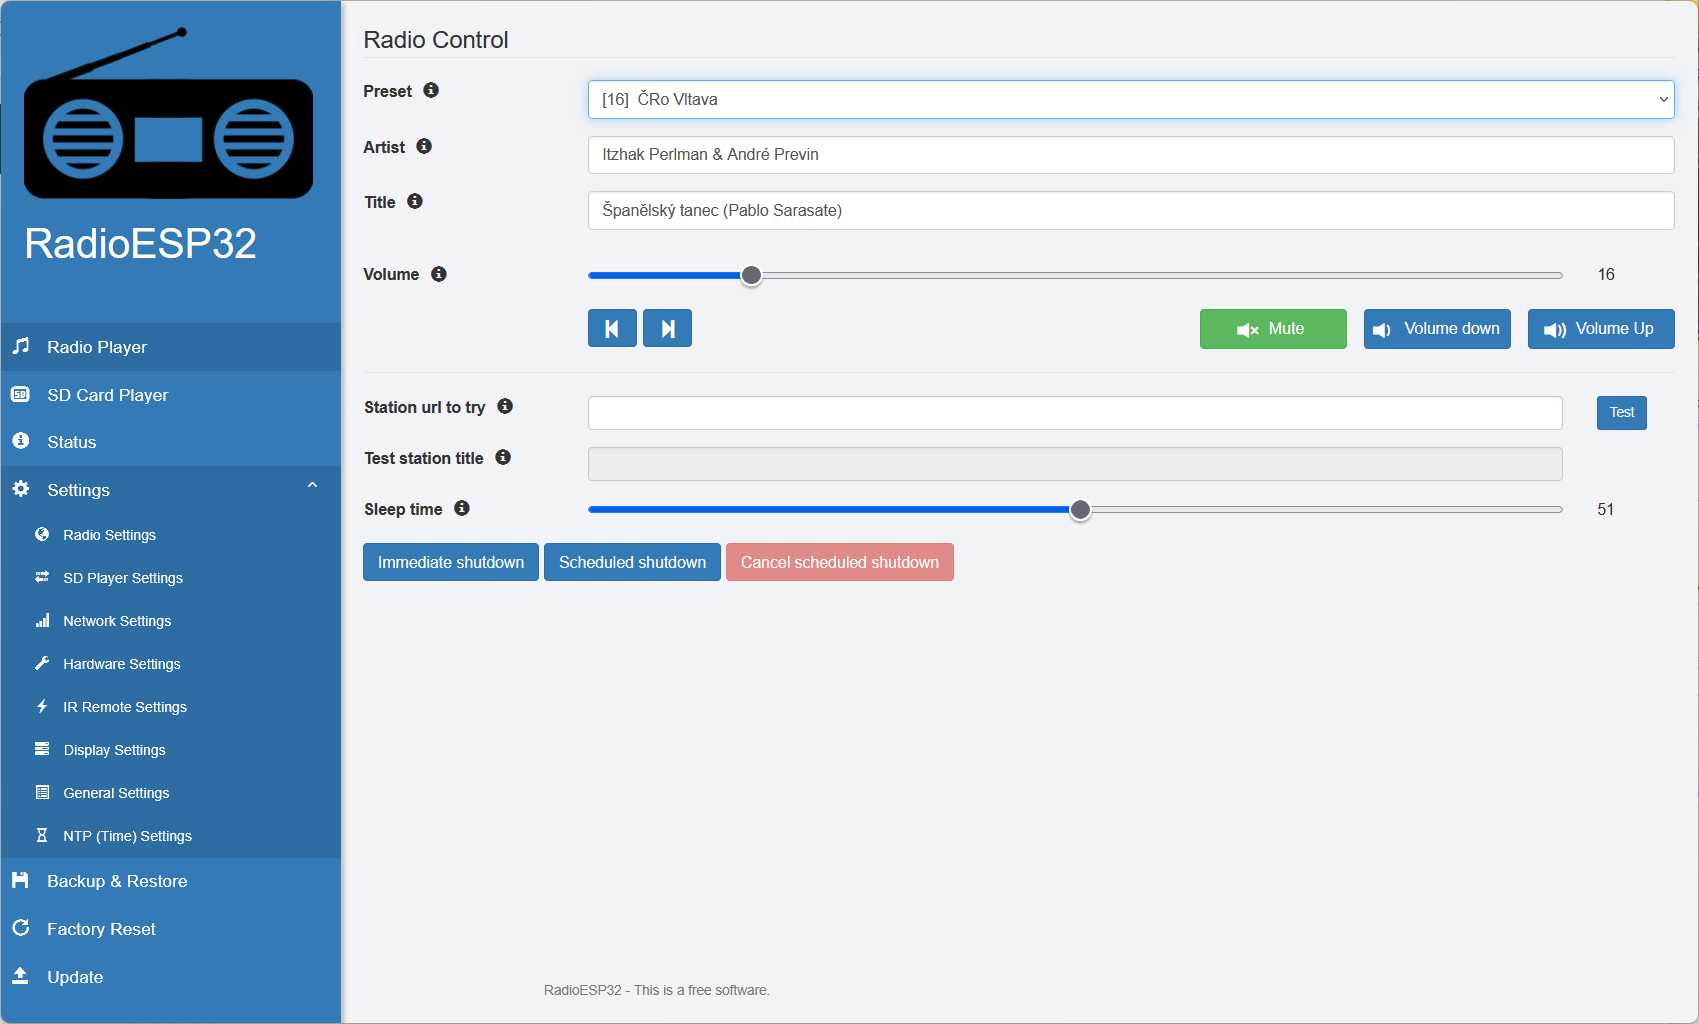 RadioESP32
Radio Player
SD Card Player
Status
Settings
Radio Settings
SD Player Settings
Network Settings
Hardware Settings
IR Remote Settings
Display Settings
General Settings
NTP (Time) Settings
Backup & Restore
Factory Reset
Update
Radio Control
Preset
[16] ČRo Vltava
Artist
Itzhak Perlman & André Previn
Title
Španělský tanec (Pablo Sarasate)
Volume 16
Mute Volume down Volume Up
Station url to try Test
Test station title
Sleep time 51
Immediate shutdown Scheduled shutdown Cancel scheduled shutdown
RadioESP32 - This is a free software.